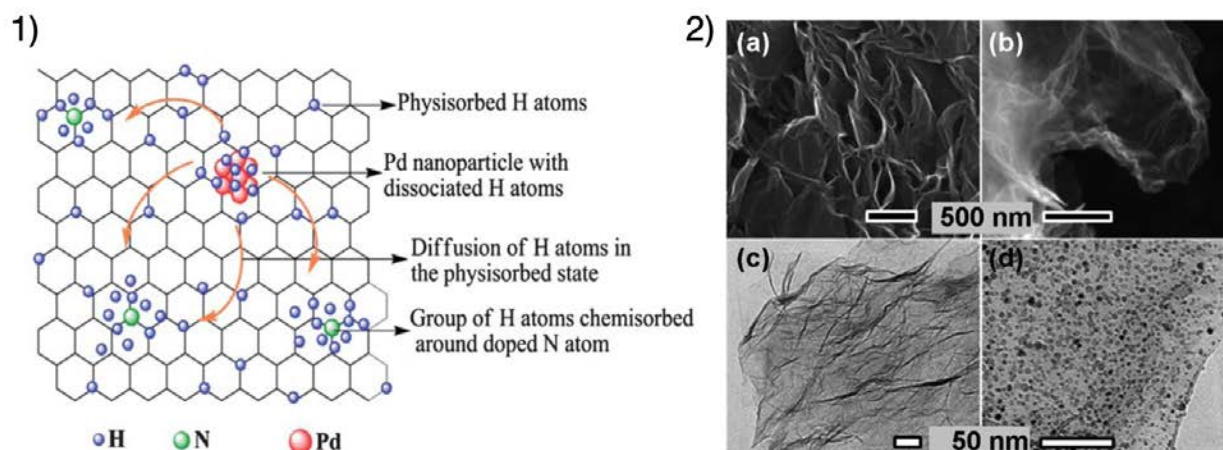 1)
Physisorbed H atoms
Pd nanoparticle with
dissociated H atoms
Diffusion of H atoms in
the physisorbed state
Group of H atoms chemisorbed
around doped N atom
H N Pd
2)
(a) (b)
500 nm
(c) (d)
50 nm